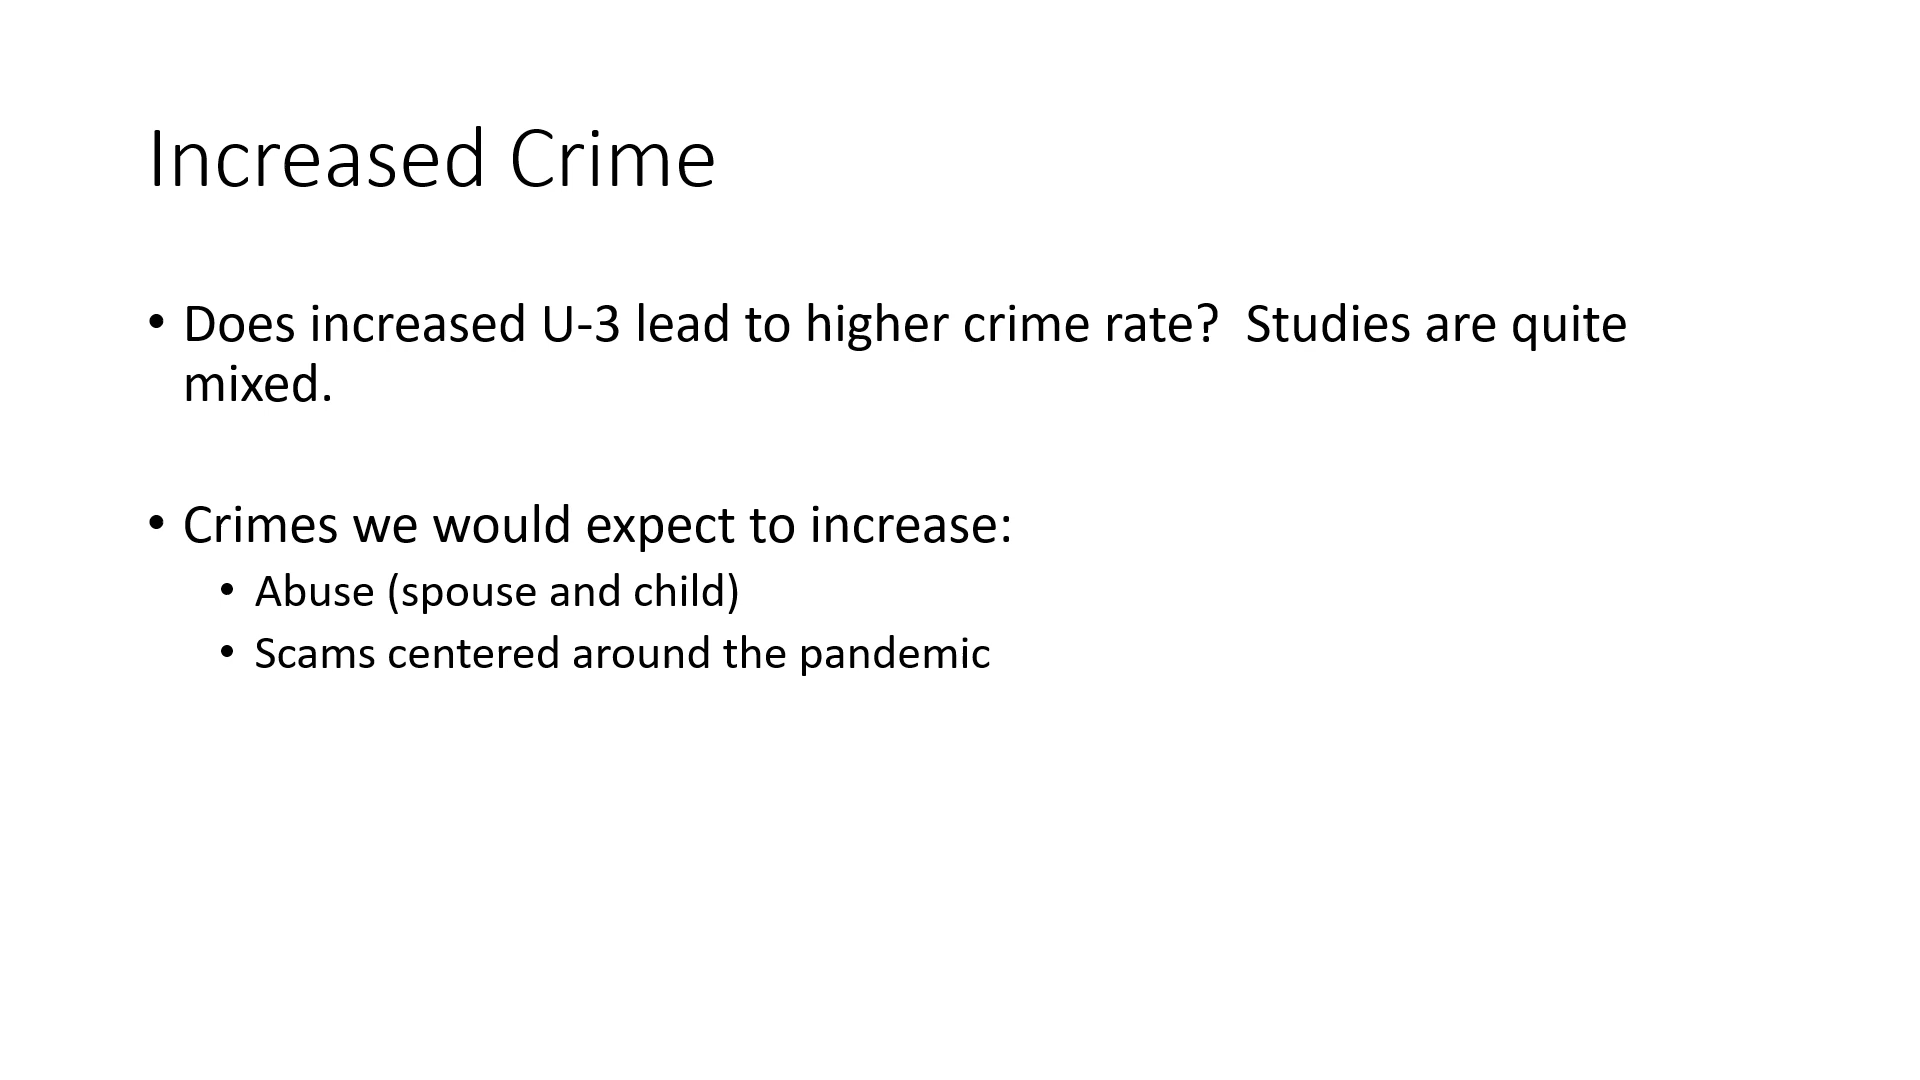 Increased Crime
• Does increased U-3 lead to higher crime rate?  Studies are quite
mixed.
• Crimes we would expect to increase:
• Abuse (spouse and child)
• Scams centered around the pandemic